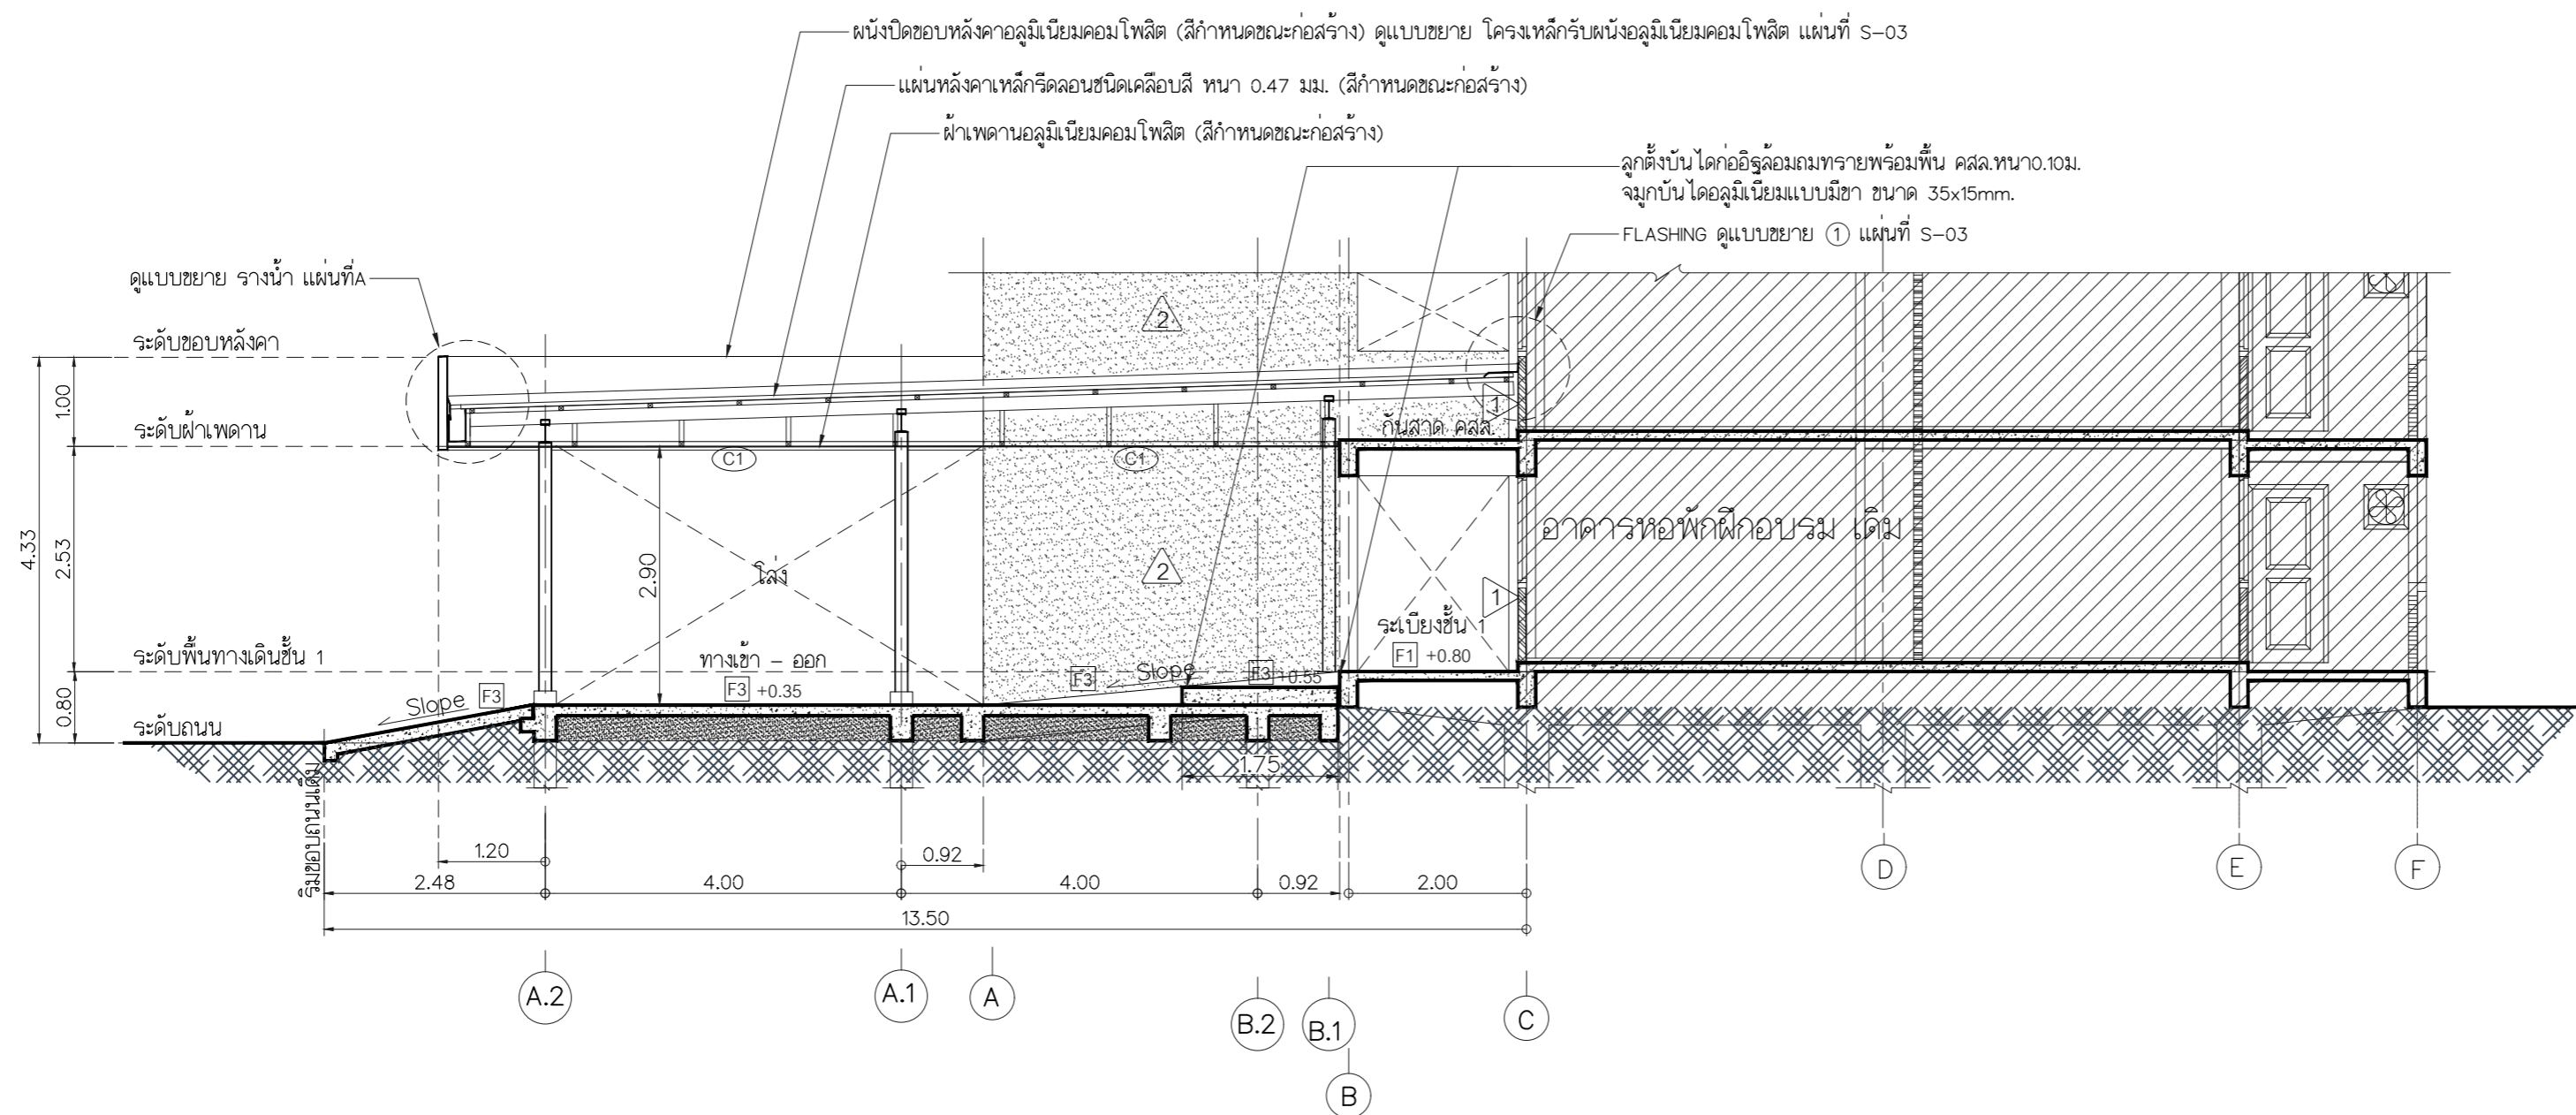 ผนังปิดขอบหลังคาอลูมิเนียมคอมโพสิต (สีกำหนดขณะก่อสร้าง) ดูแบบขยาย โครงเหล็กรับผนังอลูมิเนียมคอมโพสิต แผ่นที่ S-03
แผ่นหลังคาเหล็กรีดลอนชนิดเคลือบสี หนา 0.47 มม. (สีกำหนดขณะก่อสร้าง)
ฝ้าเพดานอลูมิเนียมคอมโพสิต (สีกำหนดขณะก่อสร้าง)
ลูกตั้งบันไดก่ออิฐล้อมถมทรายพร้อมพื้น คสล.หนา0.10ม.
จมูกบันไดอลูมิเนียมแบบมีขา ขนาด 35x15mm.
FLASHING ดูแบบขยาย 1 แผ่นที่ S-03
ดูแบบขยาย รางน้ำ แผ่นที่A
2
ระดับขอบหลังคา
1.00
1
ระดับฝ้าเพดาน
กันสาด คสล.
C1
C1
4.33
2.53
2.90
โล่ง
2
อาคารหอพักฝึกอบรม เดิม
1
ระเบียงชั้น 1
F1 +0.80
ระดับพื้นทางเดินชั้น 1
ทางเข้า - ออก
F3 +0.35
F3
Slope
F3 +0.55
0.80
Slope
F3
ระดับถนน
1.75
ริมขอบถนนเดิม
1.20
0.92
2.48
4.00
4.00
0.92
2.00
13.50
D
E
F
A.2
A.1
A
B.2
B.1
C
B